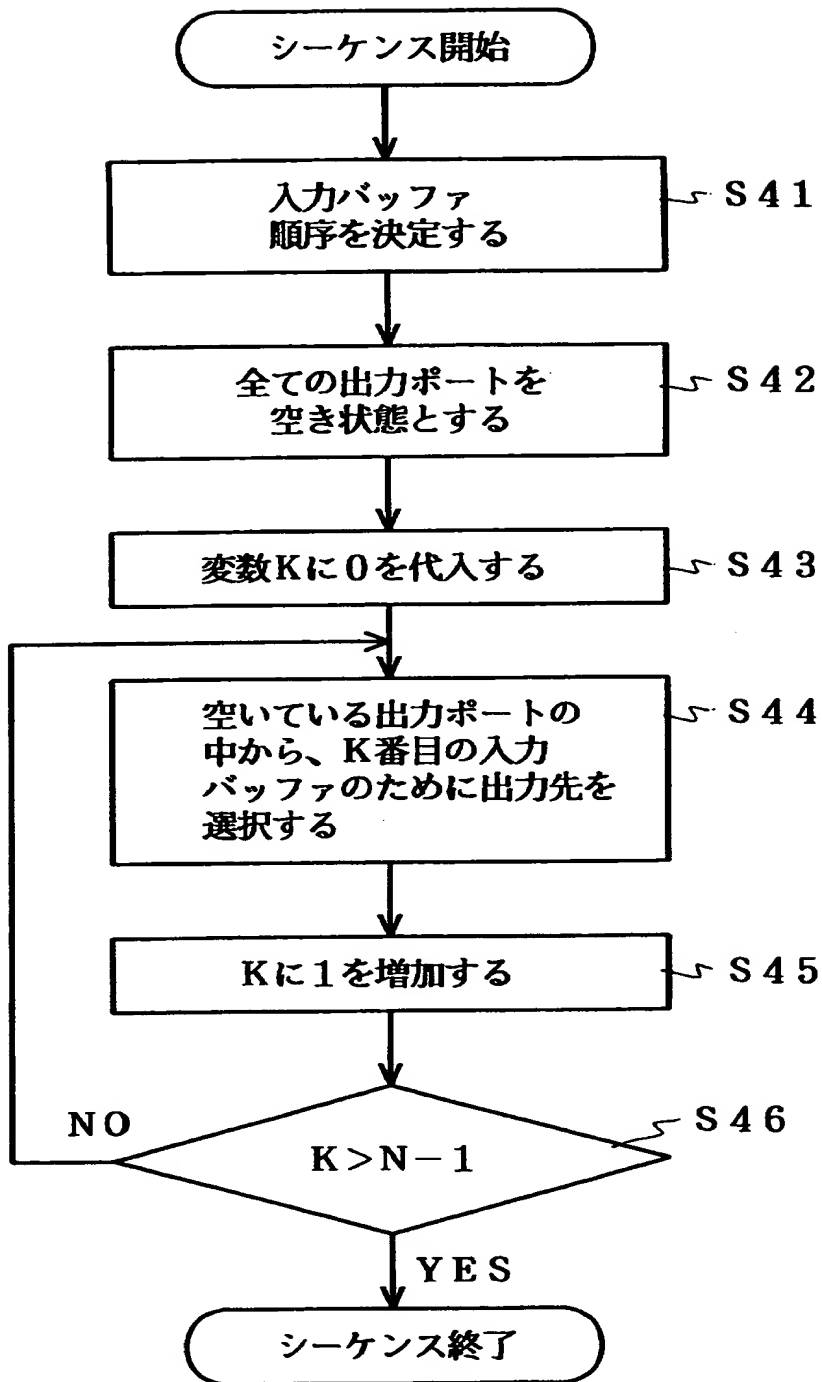 シーケンス開始
入力バッファ
順序を決定する
S41
全ての出力ポートを
空き状態とする
S42
変数Kに0を代入する
S43
空いている出力ポートの
中から、K番目の入力
バッファのために出力先を
選択する
S44
Kに1を増加する
S45
K>N-1
S46
NO
YES
シーケンス終了